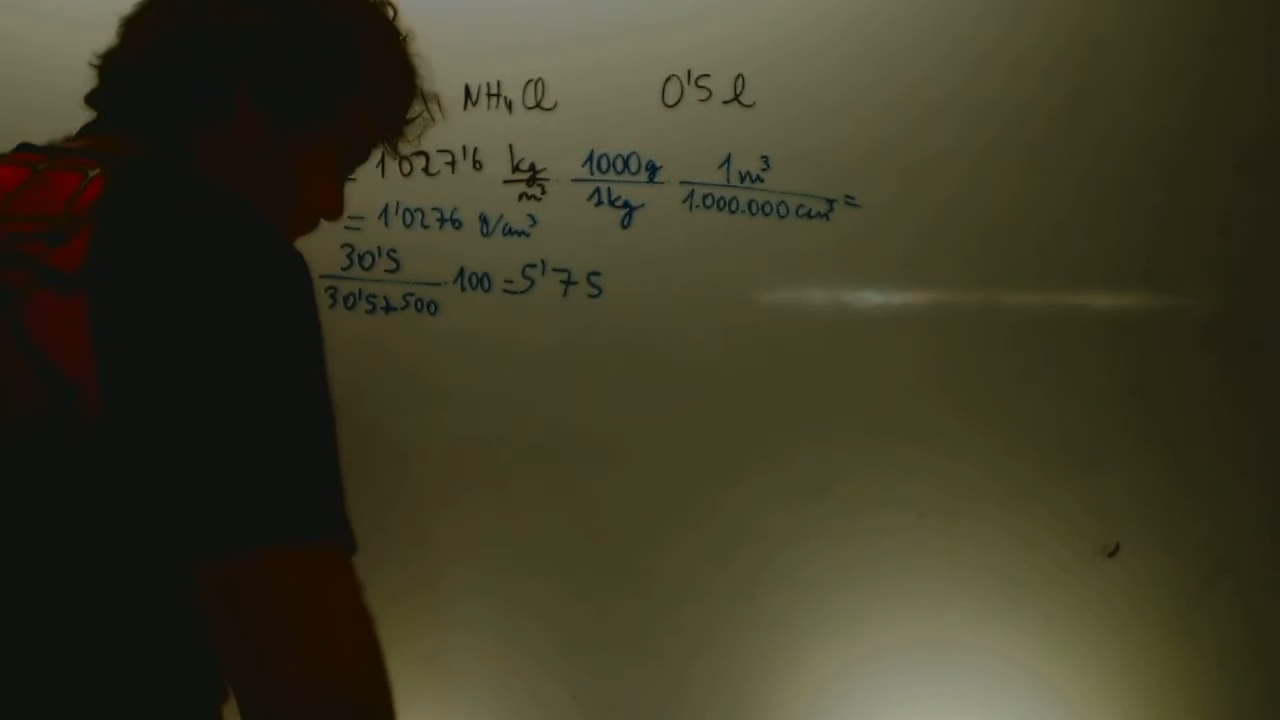 NH4Cl 0'5 l
1'027'6 kg/m³ · 1000g/1kg · 1m³/1.000.000 cm³ =
= 1'0276 g/cm³
30'5/30'5+500 · 100 = 5'75